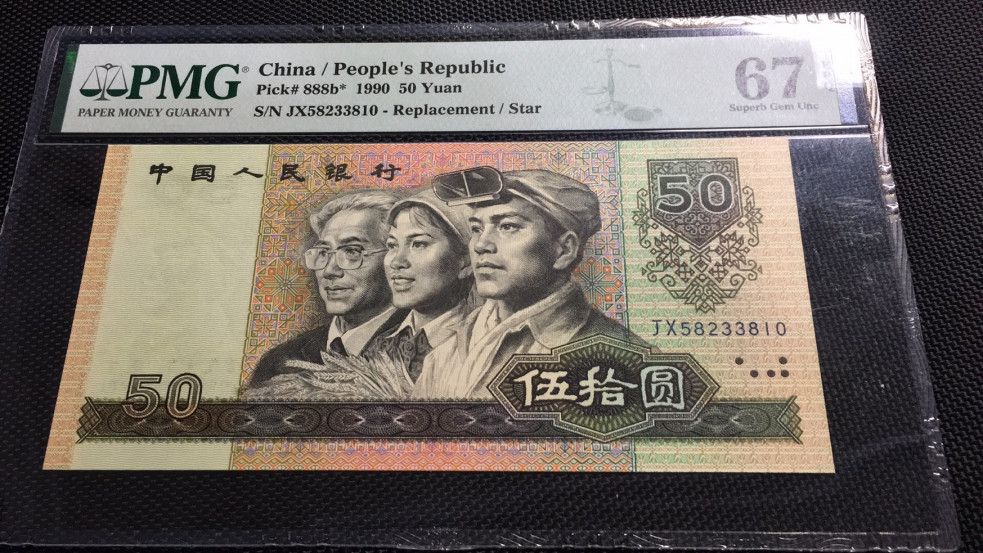 PMG® China / People's Republic
PAPER MONEY GUARANTY
Pick# 888b* 1990 50 Yuan
S/N JX58233810 - Replacement / Star
67
Superb Gem Unc
中国人民银行
50
JX58233810
50
伍拾圆